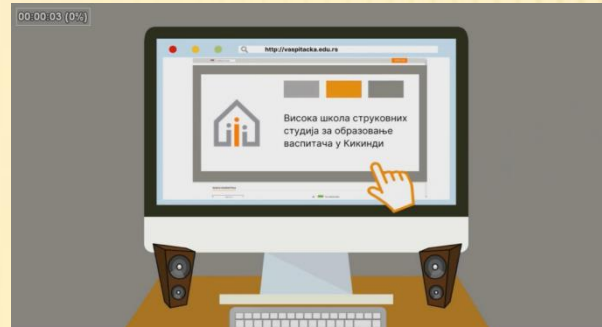 00:00:03 (0%)
http://vaspitacka.edu.rs
Висока школа струковних
студија за образовање
васпитача у Кикинди